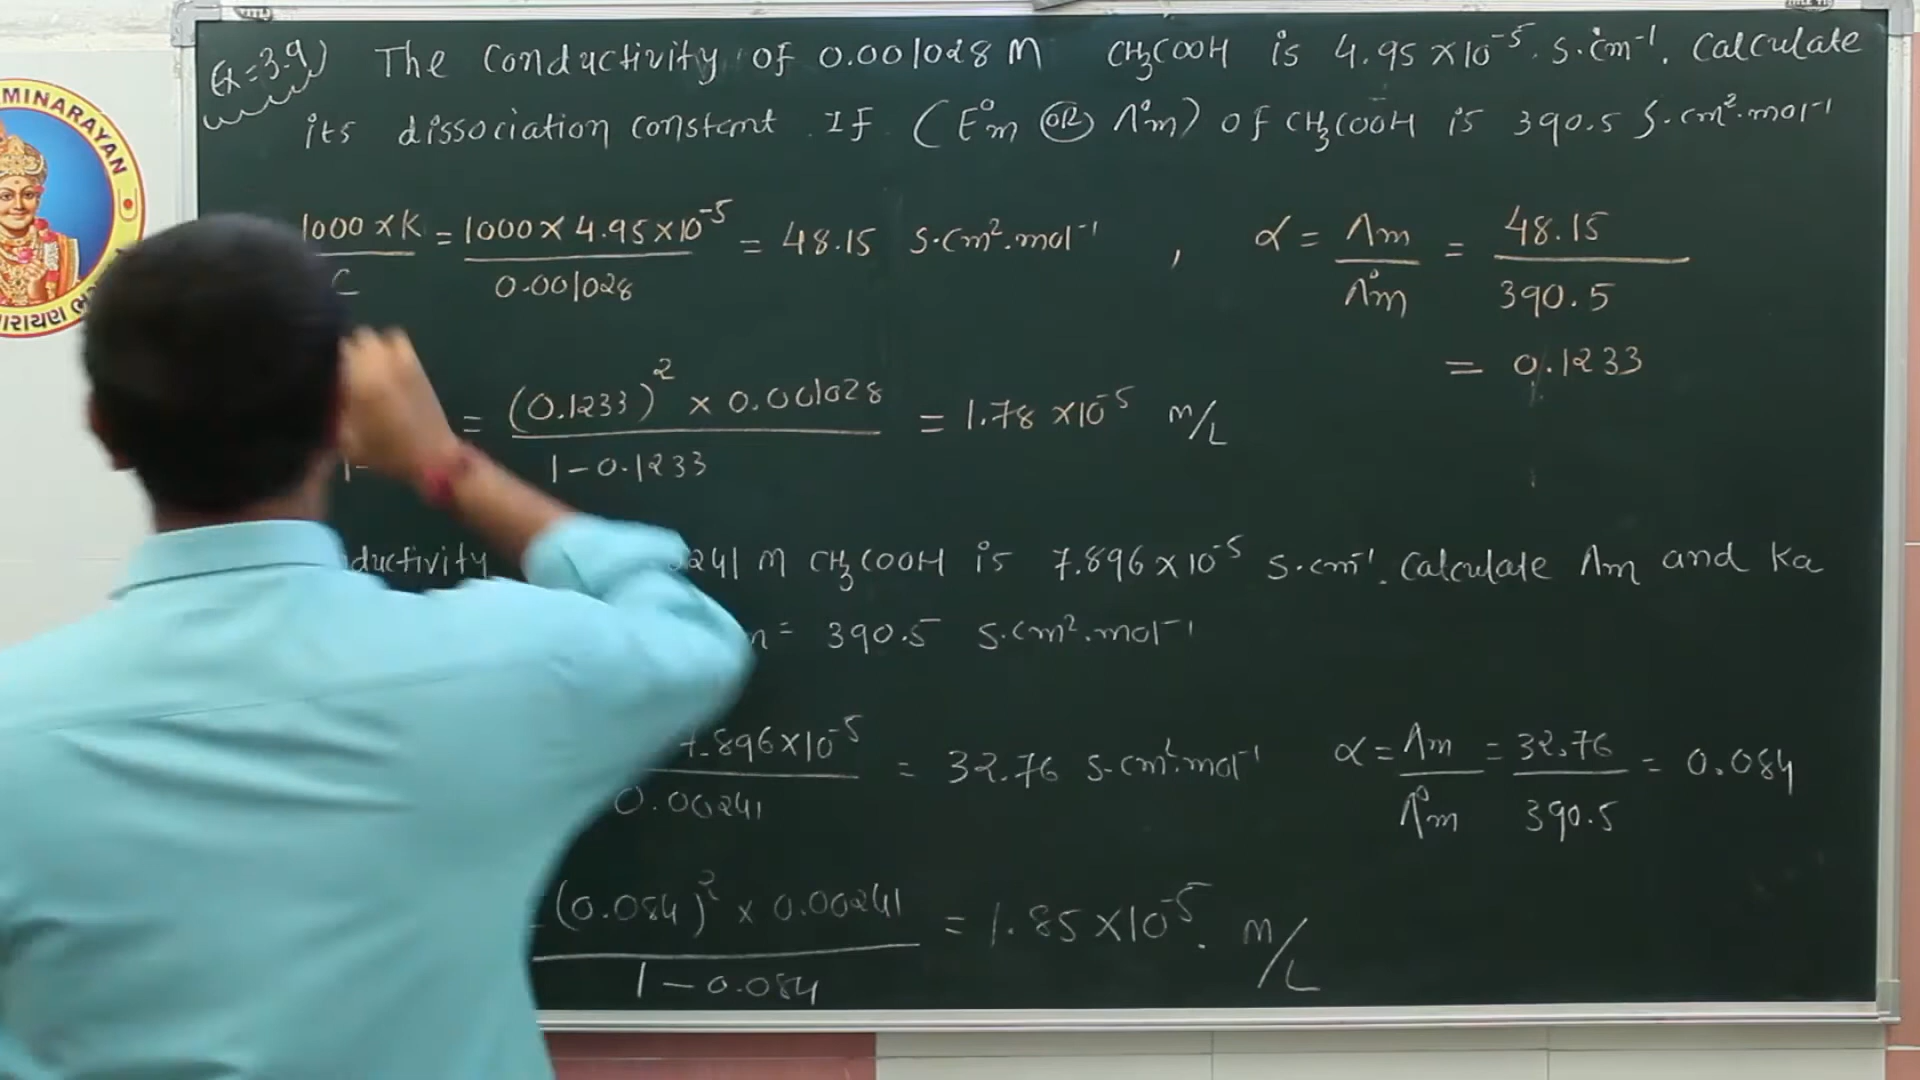 Ex=3.9) The conductivity of 0.001028 M CH₃COOH is 4.95 ×10⁻⁵ S.cm⁻¹. Calculate
its dissociation constant. If (E°m OR Λ°m) of CH₃COOH is 390.5 S.cm².mol⁻¹
1000 × K / C = 1000 × 4.95 × 10⁻⁵ / 0.001028 = 48.15 S.cm².mol⁻¹ , α = Λm / Λ°m = 48.15 / 390.5
= 0.1233
= (0.1233)² × 0.001028 / 1 - 0.1233 = 1.78 ×10⁻⁵ m/L
ductivity 241 M CH₃COOH is 7.896 × 10⁻⁵ S.cm⁻¹. Calculate Λm and Ka
m = 390.5 S.cm².mol⁻¹
7.896×10⁻⁵ / 0.00241 = 32.76 S.cm².mol⁻¹ α = Λm / Λ°m = 32.76 / 390.5 = 0.084
(0.084)² × 0.00241 / 1 - 0.084 = 1.85 ×10⁻⁵. m/L
MINARAYAN